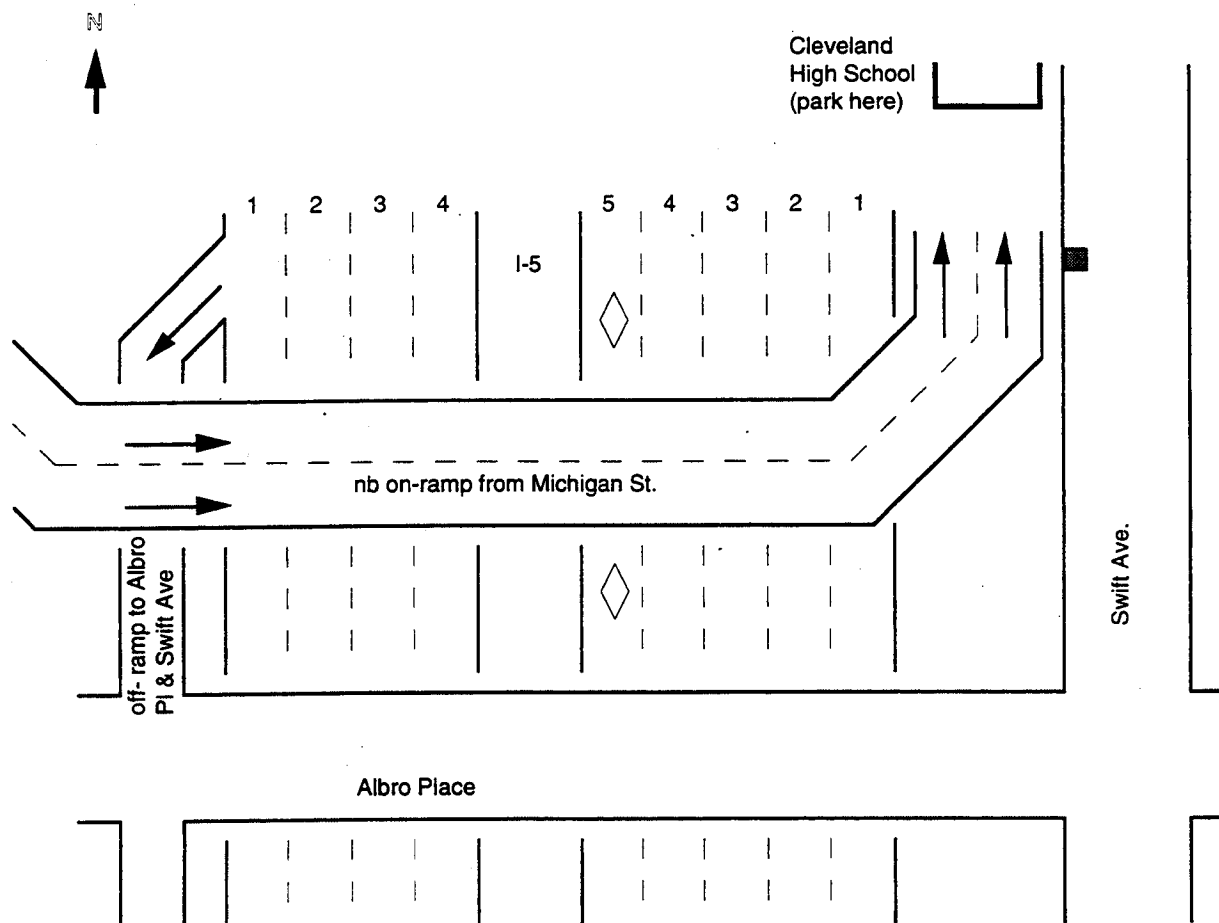 N
Cleveland
High School
(park here)
1 2 3 4 5 4 3 2 1
I-5
nb on-ramp from Michigan St.
off- ramp to Albro
Pl & Swift Ave
Swift Ave.
Albro Place